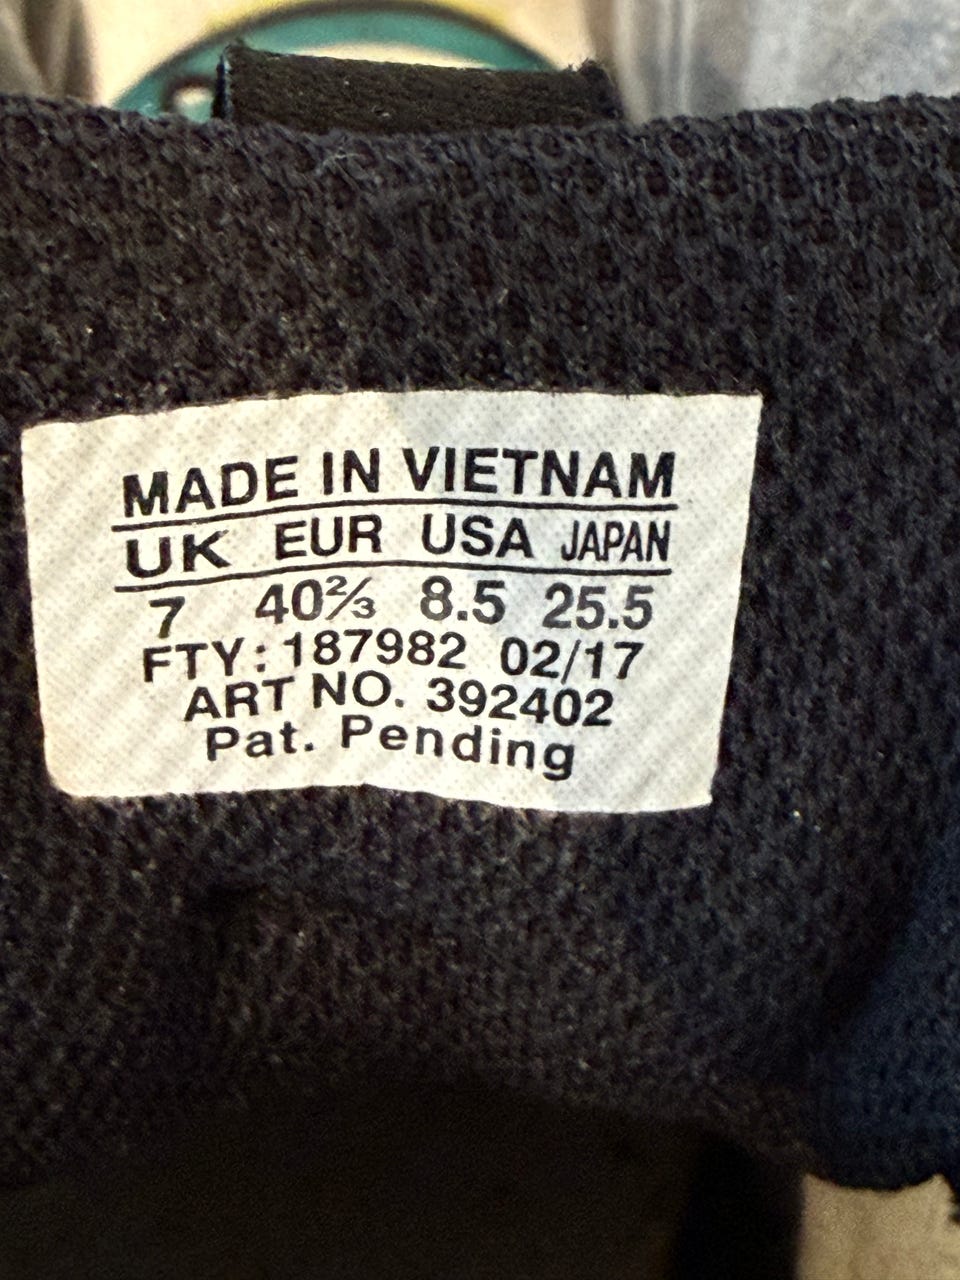 MADE IN VIETNAM
UK EUR USA JAPAN
7 40⅔ 8.5 25.5
FTY: 187982 02/17
ART NO. 392402
Pat. Pending